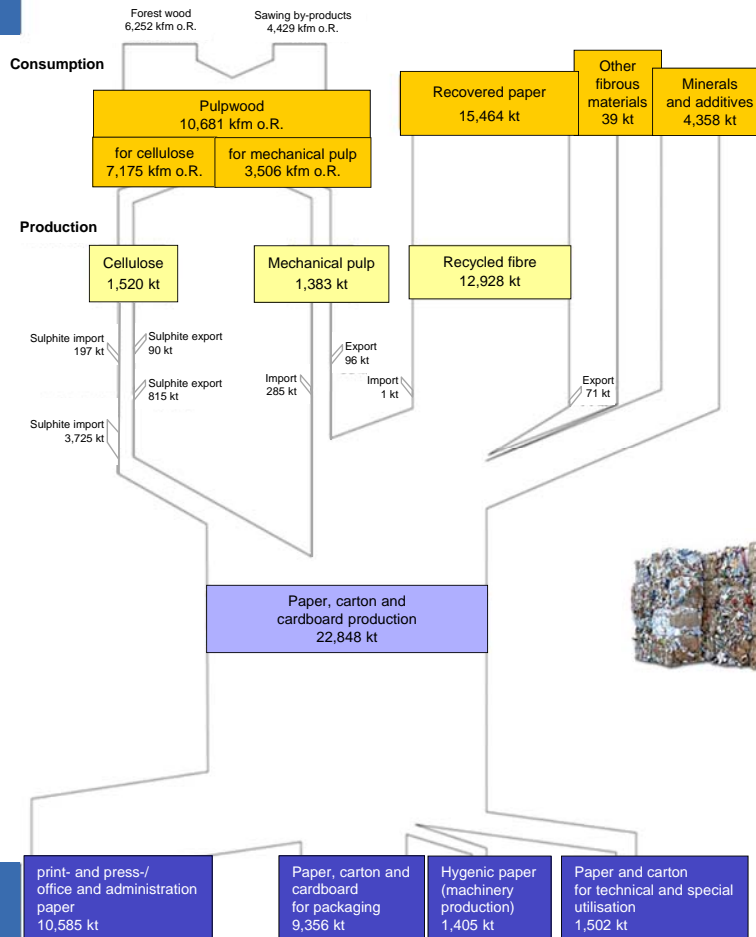 Forest wood
6,252 kfm o.R.
Sawing by-products
4,429 kfm o.R.
Consumption
Pulpwood
10,681 kfm o.R.
for cellulose
7,175 kfm o.R.
for mechanical pulp
3,506 kfm o.R.
Recovered paper
15,464 kt
Other
fibrous
materials
39 kt
Minerals
and additives
4,358 kt
Production
Cellulose
1,520 kt
Mechanical pulp
1,383 kt
Recycled fibre
12,928 kt
Sulphite import
197 kt
Sulphite export
90 kt
Sulphite export
815 kt
Sulphite import
3,725 kt
Import
285 kt
Export
96 kt
Import
1 kt
Export
71 kt
Paper, carton and
cardboard production
22,848 kt
print- and press-/
office and administration
paper
10,585 kt
Paper, carton and
cardboard
for packaging
9,356 kt
Hygenic paper
(machinery
production)
1,405 kt
Paper and carton
for technical and special
utilisation
1,502 kt